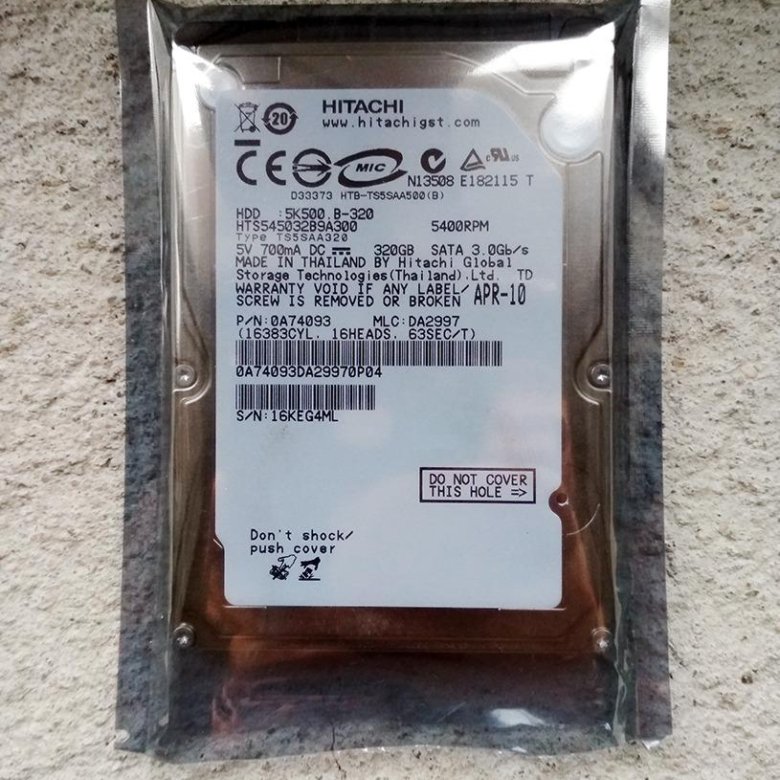 HITACHI
20
www.hitachigst.com
CE MIC c UL us
N13508 E182115 T
D33373 HTB-TS5SAA500(B)
HDD :5K500.B-320
HTS545032B9A300 5400RPM
Type TS5SAA320
5V 700mA DC 320GB SATA 3.0Gb/s
MADE IN THAILAND BY Hitachi Global
Storage Technologies(Thailand).Ltd. TD
WARRANTY VOID IF ANY LABEL/
SCREW IS REMOVED OR BROKEN APR-10
P/N:0A74093 MLC:DA2997
(16383CYL. 16HEADS. 63SEC/T)
0A74093DA29970P04
S/N:16KEG4ML
DO NOT COVER
THIS HOLE =>
Don't shock/
push cover